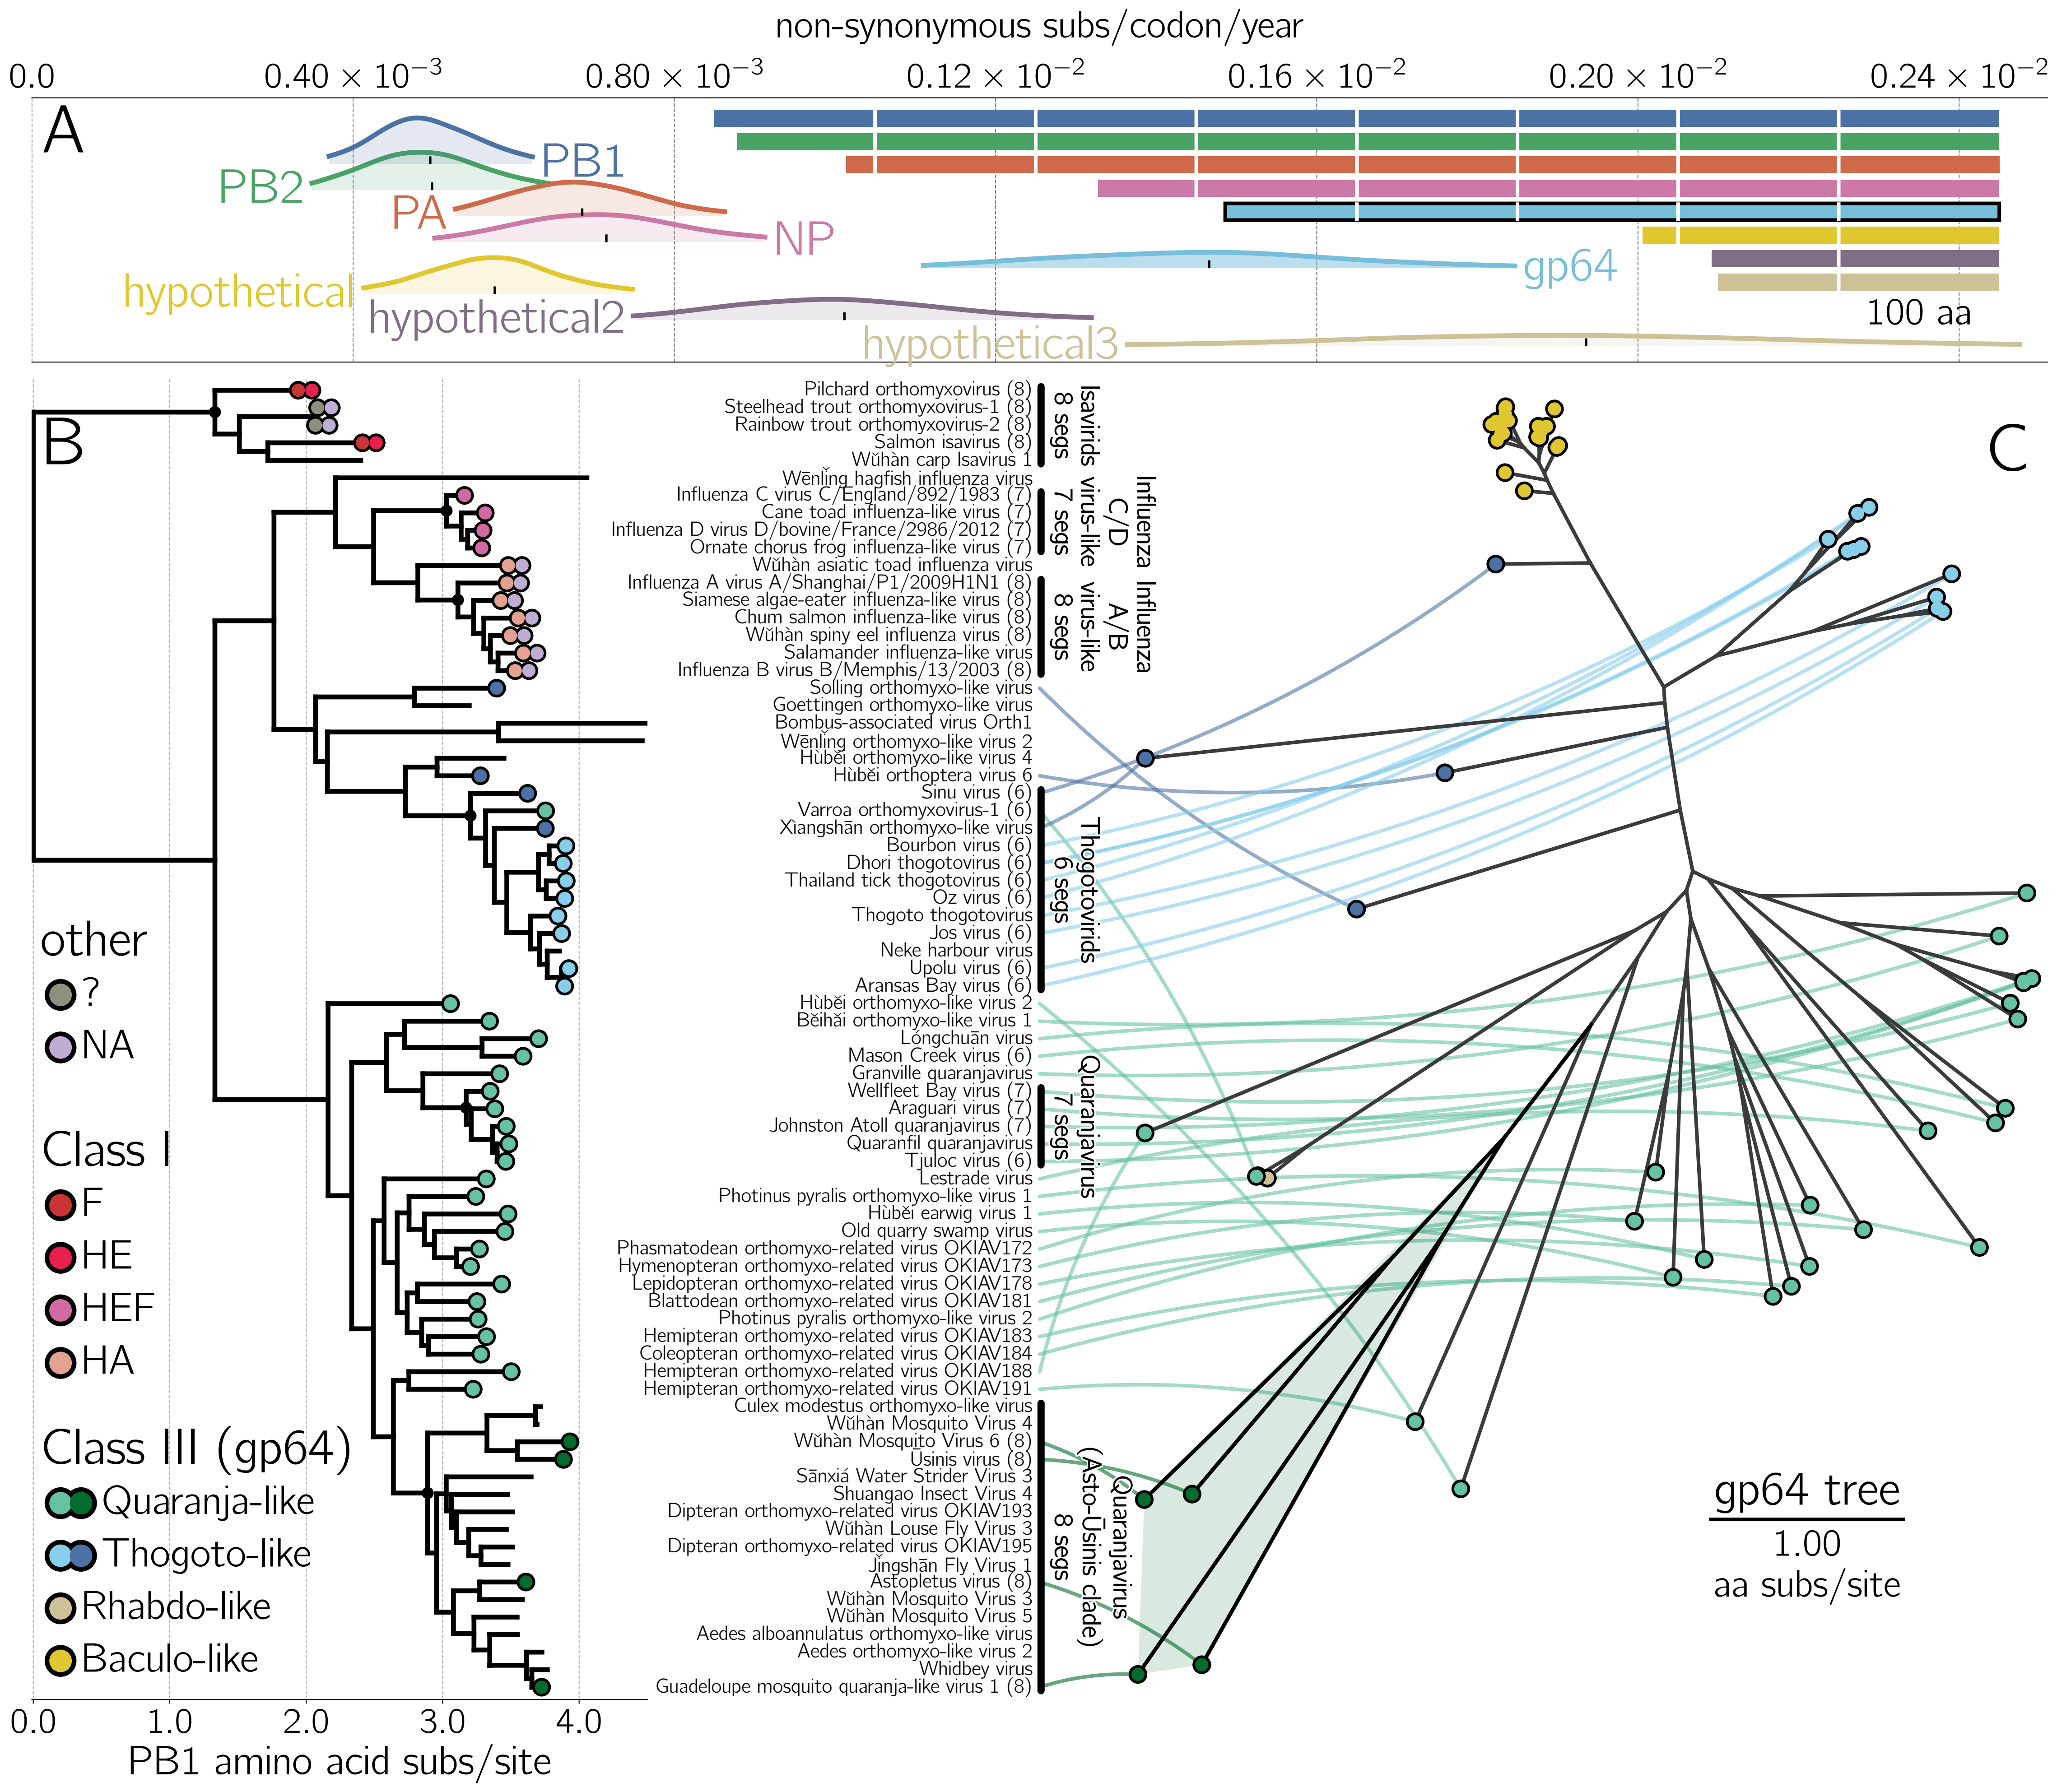 non-synonymous subs/codon/year
0.0
0.40 × 10⁻³
0.80 × 10⁻³
0.12 × 10⁻²
0.16 × 10⁻²
0.20 × 10⁻²
0.24 × 10⁻²
A
PB1
PB2
PA
NP
gp64
hypothetical
hypothetical2
hypothetical3
100 aa
B
Pilchard orthomyxovirus (8)
Steelhead trout orthomyxovirus-1 (8)
Rainbow trout orthomyxovirus-2 (8)
Salmon isavirus (8)
Wǔhàn carp Isavirus 1
Wēnlǐng hagfish influenza virus
Influenza C virus C/England/892/1983 (7)
Cane toad influenza-like virus (7)
Influenza D virus D/bovine/France/2986/2012 (7)
Ornate chorus frog influenza-like virus (7)
Wǔhàn asiatic toad influenza virus
Influenza A virus A/Shanghai/P1/2009H1N1 (8)
Siamese algae-eater influenza-like virus (8)
Chum salmon influenza-like virus (8)
Wǔhàn spiny eel influenza virus (8)
Salamander influenza-like virus
Influenza B virus B/Memphis/13/2003 (8)
Solling orthomyxo-like virus
Goettingen orthomyxo-like virus
Bombus-associated virus Orth1
Wēnlǐng orthomyxo-like virus 2
Hùběi orthomyxo-like virus 4
Hùběi orthoptera virus 6
Sinu virus (6)
Varroa orthomyxovirus-1 (6)
Xìangshān orthomyxo-like virus
Bourbon virus (6)
Dhori thogotovirus (6)
Thailand tick thogotovirus (6)
Oz virus (6)
Thogoto thogotovirus
Jos virus (6)
Neke harbour virus
Upolu virus (6)
Aransas Bay virus (6)
Hùběi orthomyxo-like virus 2
Běihǎi orthomyxo-like virus 1
Lóngchuān virus
Mason Creek virus (6)
Granville quaranjavirus
Wellfleet Bay virus (7)
Araguari virus (7)
Johnston Atoll quaranjavirus (7)
Quaranfil quaranjavirus
Tjuloc virus (6)
Lestrade virus
Photinus pyralis orthomyxo-like virus 1
Hùběi earwig virus 1
Old quarry swamp virus
Phasmatodean orthomyxo-related virus OKIAV172
Hymenopteran orthomyxo-related virus OKIAV173
Lepidopteran orthomyxo-related virus OKIAV178
Blattodean orthomyxo-related virus OKIAV181
Photinus pyralis orthomyxo-like virus 2
Hemipteran orthomyxo-related virus OKIAV183
Coleopteran orthomyxo-related virus OKIAV184
Hemipteran orthomyxo-related virus OKIAV188
Hemipteran orthomyxo-related virus OKIAV191
Culex modestus orthomyxo-like virus
Wǔhàn Mosquito Virus 4
Wǔhàn Mosquito Virus 6 (8)
Ūsinis virus (8)
Sānxiá Water Strider Virus 3
Shuangao Insect Virus 4
Dipteran orthomyxo-related virus OKIAV193
Wǔhàn Louse Fly Virus 3
Dipteran orthomyxo-related virus OKIAV195
Jǐngshān Fly Virus 1
Astopletus virus (8)
Wǔhàn Mosquito Virus 3
Wǔhàn Mosquito Virus 5
Aedes alboannulatus orthomyxo-like virus
Aedes orthomyxo-like virus 2
Whidbey virus
Guadeloupe mosquito quaranja-like virus 1 (8)
Isavirids
8 segs
Influenza
C/D
virus-like
7 segs
Influenza
A/B
virus-like
8 segs
Thogotovirids
6 segs
Quaranjavirus
7 segs
Quaranjavirus
(Asto-Ūsinis clade)
8 segs
other
?
NA
Class I
F
HE
HEF
HA
Class III (gp64)
Quaranja-like
Thogoto-like
Rhabdo-like
Baculo-like
0.0
1.0
2.0
3.0
4.0
PB1 amino acid subs/site
C
gp64 tree
1.00
aa subs/site